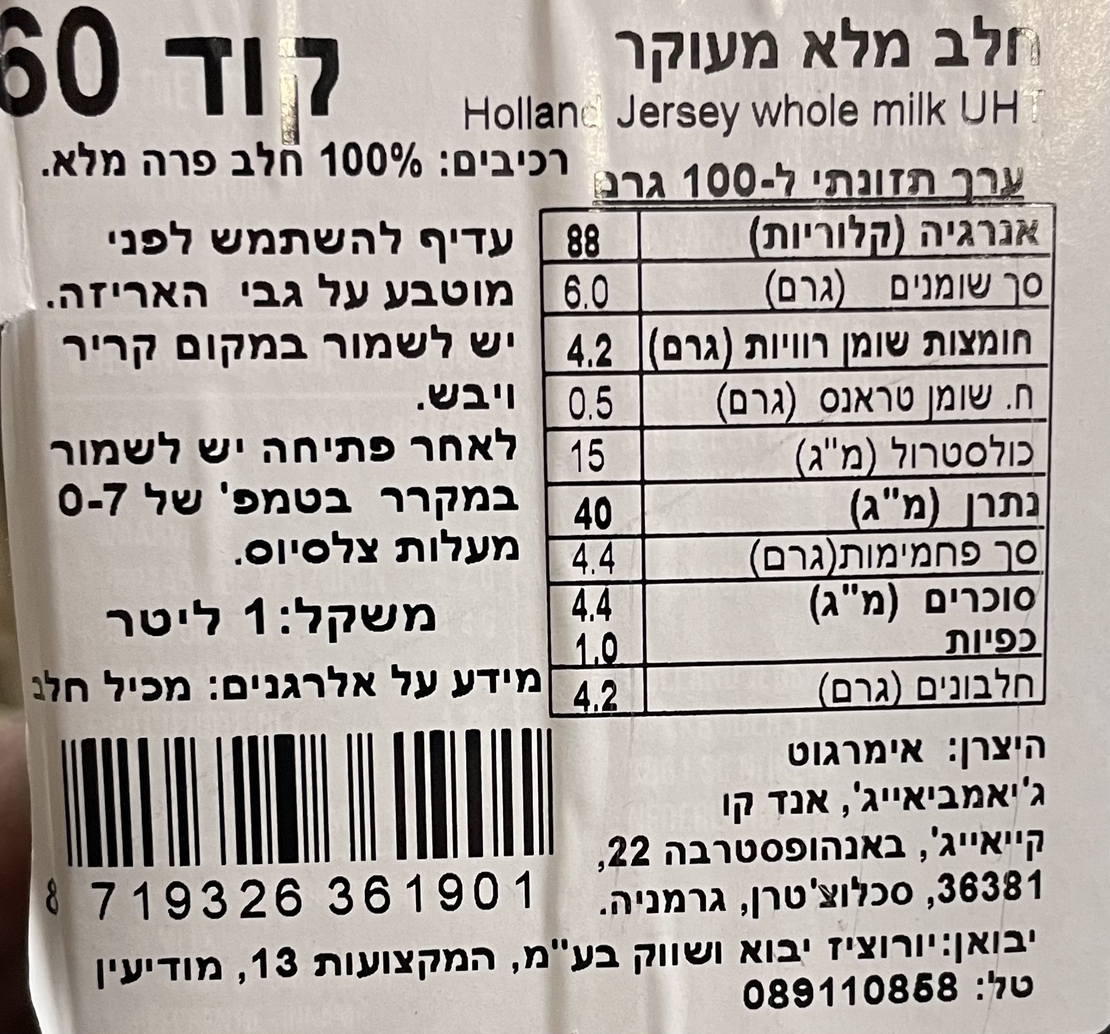 חלב מלא מעוקר
Holland Jersey whole milk UHT
קוד 60
רכיבים: 100% חלב פרה מלא.
ערך תזונתי ל-100 גרם
אנרגיה (קלוריות) 88
סך שומנים (גרם) 6.0
חומצות שומן רוויות (גרם) 4.2
ח. שומן טראנס (גרם) 0.5
כולסטרול (מ"ג) 15
נתרן (מ"ג) 40
סך פחמימות(גרם) 4.4
סוכרים (מ"ג) 4.4
כפיות 1.0
חלבונים (גרם) 4.2
עדיף להשתמש לפני
מוטבע על גבי האריזה.
יש לשמור במקום קריר
ויבש.
לאחר פתיחה יש לשמור
במקרר בטמפ' של 0-7
מעלות צלסיוס.
משקל:1 ליטר
מידע על אלרגנים: מכיל חלב
8 719326 361901
היצרן: אימרגוט
ג'יאמביאייג', אנד קו
קייאייג', באנהופסטרבה 22,
36381, סכלוצ'טרן, גרמניה.
יבואן:יורוציז יבוא ושווק בע"מ, המקצועות 13, מודיעין
טל: 089110858